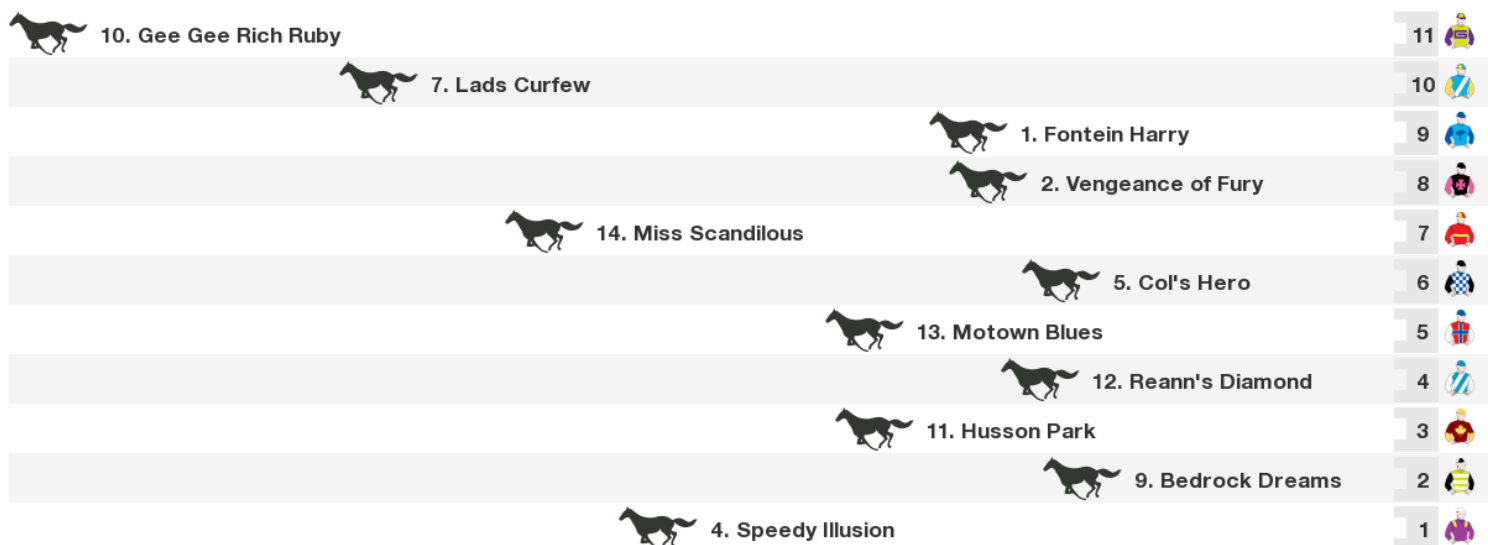 10. Gee Gee Rich Ruby 11
7. Lads Curfew 10
1. Fontein Harry 9
2. Vengeance of Fury 8
14. Miss Scandilous 7
5. Col's Hero 6
13. Motown Blues 5
12. Reann's Diamond 4
11. Husson Park 3
9. Bedrock Dreams 2
4. Speedy Illusion 1